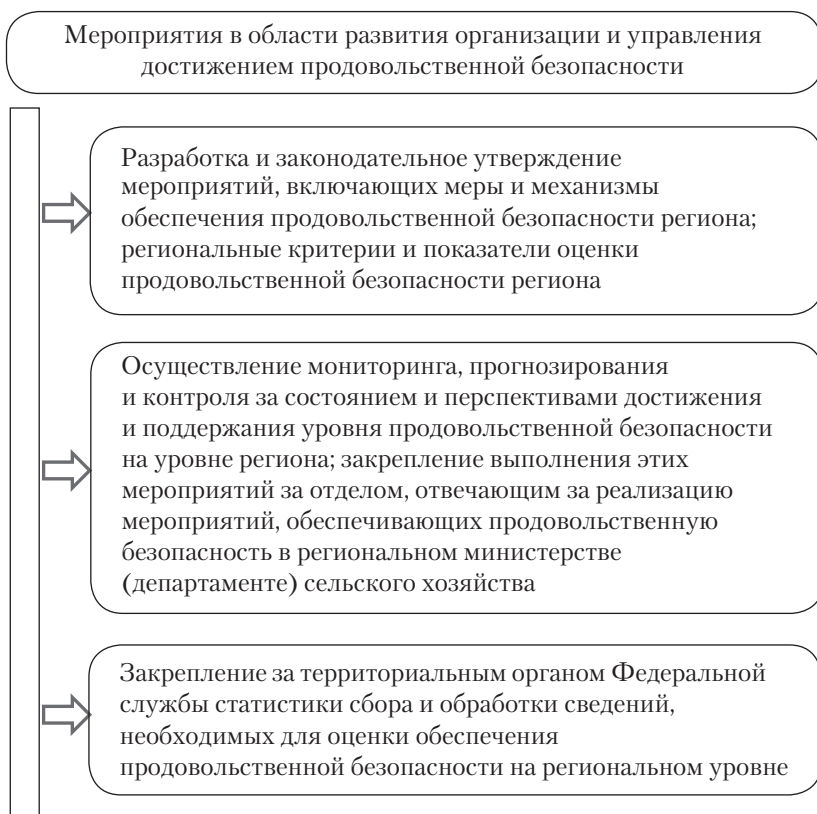 Мероприятия в области развития организации и управления
достижением продовольственной безопасности
Разработка и законодательное утверждение
мероприятий, включающих меры и механизмы
обеспечения продовольственной безопасности региона;
региональные критерии и показатели оценки
продовольственной безопасности региона
Осуществление мониторинга, прогнозирования
и контроля за состоянием и перспективами достижения
и поддержания уровня продовольственной безопасности
на уровне региона; закрепление выполнения этих
мероприятий за отделом, отвечающим за реализацию
мероприятий, обеспечивающих продовольственную
безопасность в региональном министерстве
(департаменте) сельского хозяйства
Закрепление за территориальным органом Федеральной
службы статистики сбора и обработки сведений,
необходимых для оценки обеспечения
продовольственной безопасности на региональном уровне